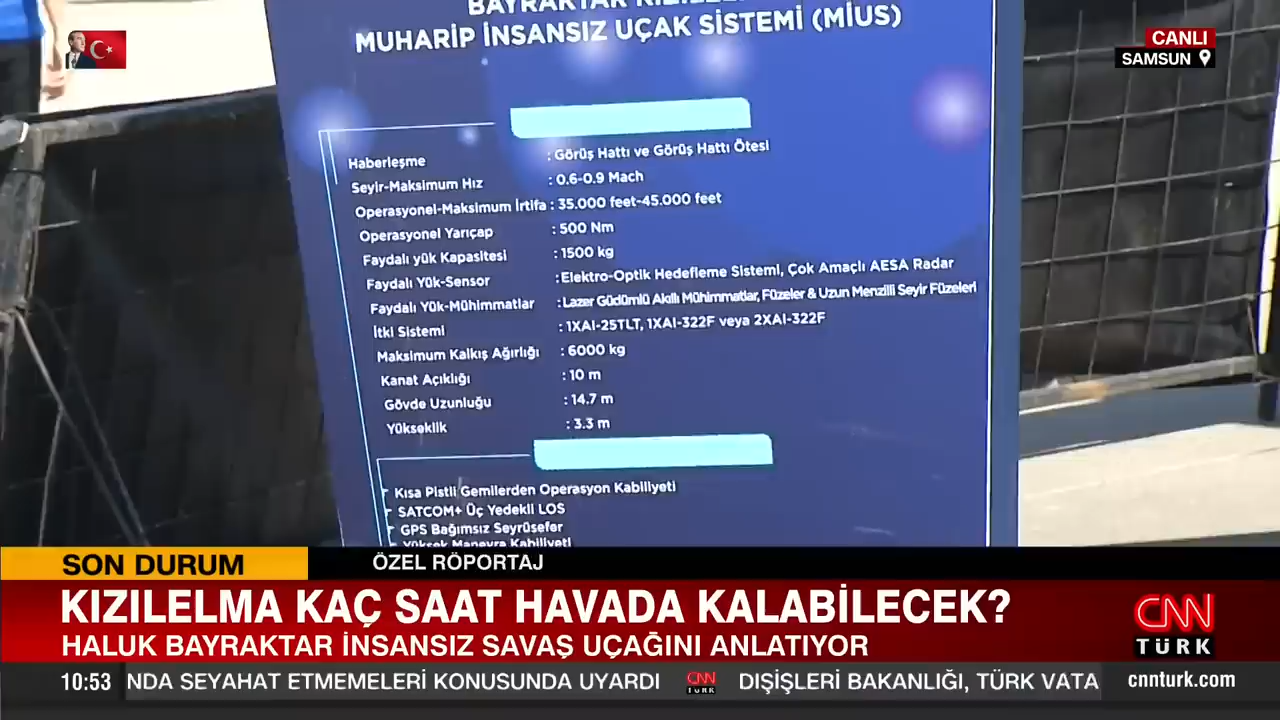 BAYRAKTAR
MUHARİP İNSANSIZ UÇAK SİSTEMİ (MİUS)
CANLI
SAMSUN
Haberleşme : Görüş Hattı ve Görüş Hattı Ötesi
Seyir-Maksimum Hız : 0.6-0.9 Mach
Operasyonel-Maksimum İrtifa : 35.000 feet-45.000 feet
Operasyonel Yarıçap : 500 Nm
Faydalı yük Kapasitesi : 1500 kg
Faydalı Yük-Sensor : Elektro-Optik Hedefleme Sistemi, Çok Amaçlı AESA Radar
Faydalı Yük-Mühimmatlar : Lazer Güdümlü Akıllı Mühimmatlar, Füzeler & Uzun Menzilli Seyir Füzeleri
İtki Sistemi : 1XAI-25TLT, 1XAI-322F veya 2XAI-322F
Maksimum Kalkış Ağırlığı : 6000 kg
Kanat Açıklığı : 10 m
Gövde Uzunluğu : 14.7 m
Yükseklik : 3.3 m
Kısa Pistli Gemilerden Operasyon Kabiliyeti
SATCOM+ Üç Yedekli LOS
GPS Bağımsız Seyrüsefer
Yüksek Manevra Kabiliyeti
SON DURUM
ÖZEL RÖPORTAJ
KIZILELMA KAÇ SAAT HAVADA KALABİLECEK?
HALUK BAYRAKTAR İNSANSIZ SAVAŞ UÇAĞINI ANLATIYOR
CNN
TÜRK
10:53 NDA SEYAHAT ETMEMELERİ KONUSUNDA UYARDI CNN TÜRK DIŞİŞLERİ BAKANLIĞI, TÜRK VATA cnnturk.com